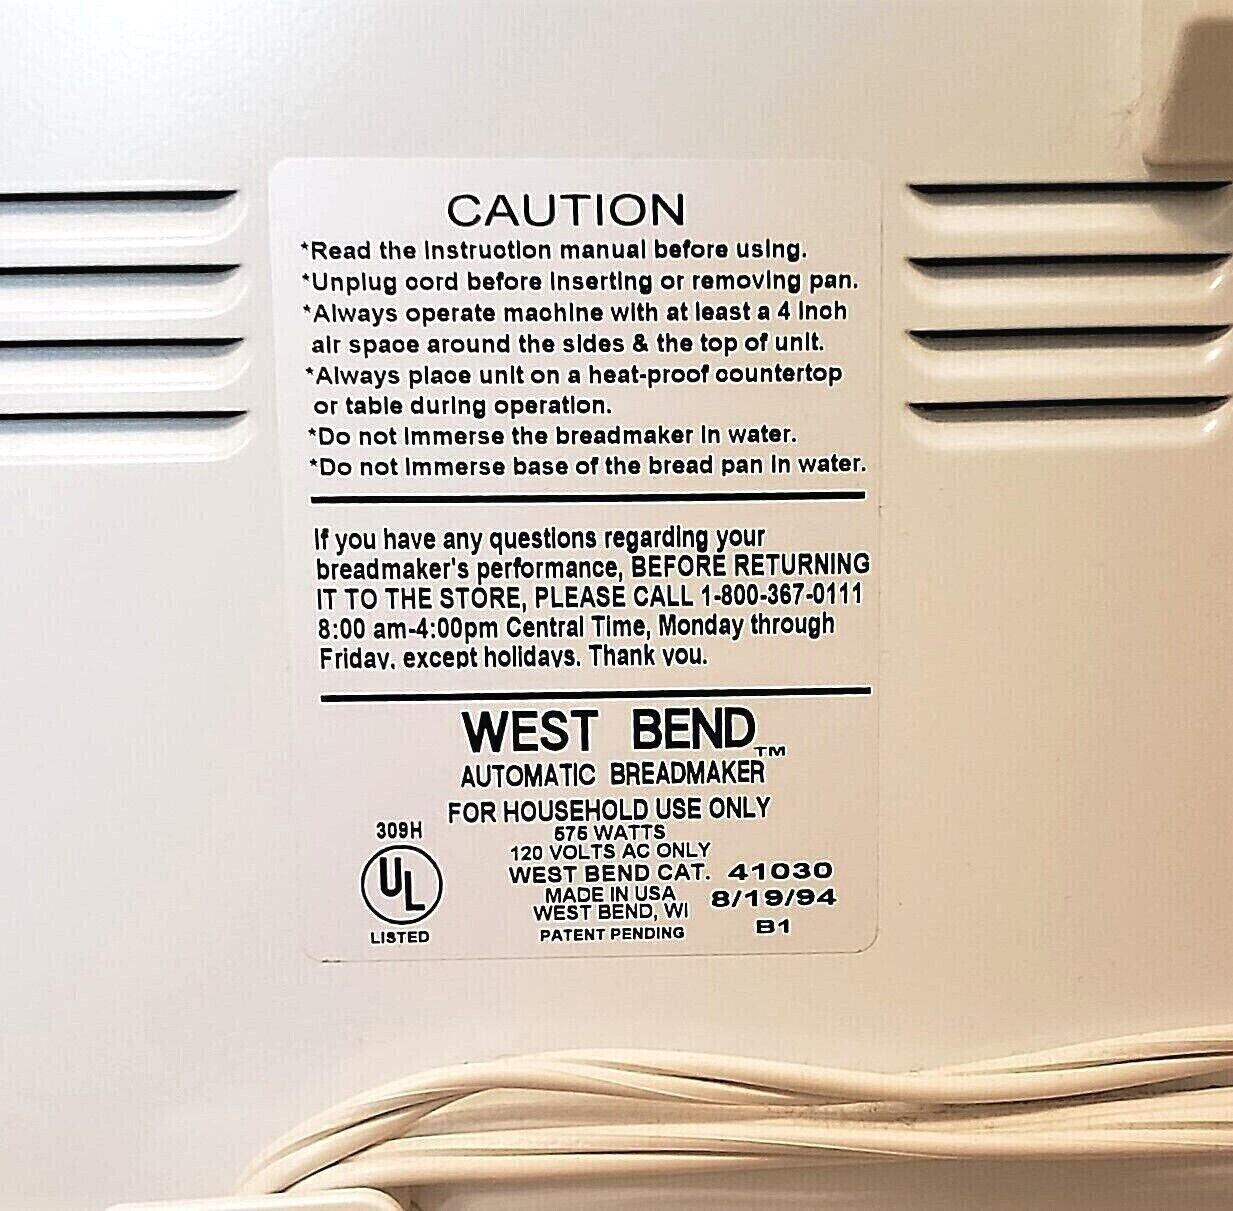 CAUTION
*Read the instruction manual before using.
*Unplug cord before inserting or removing pan.
*Always operate machine with at least a 4 inch
air space around the sides & the top of unit.
*Always place unit on a heat-proof countertop
or table during operation.
*Do not immerse the breadmaker in water.
*Do not immerse base of the bread pan in water.
If you have any questions regarding your
breadmaker's performance, BEFORE RETURNING
IT TO THE STORE, PLEASE CALL 1-800-367-0111
8:00 am-4:00pm Central Time, Monday through
Friday, except holidays. Thank you.
WEST BEND TM
AUTOMATIC BREADMAKER
FOR HOUSEHOLD USE ONLY
309H
575 WATTS
120 VOLTS AC ONLY
UL
WEST BEND CAT. 41030
MADE IN USA 8/19/94
WEST BEND, WI
LISTED
PATENT PENDING B1